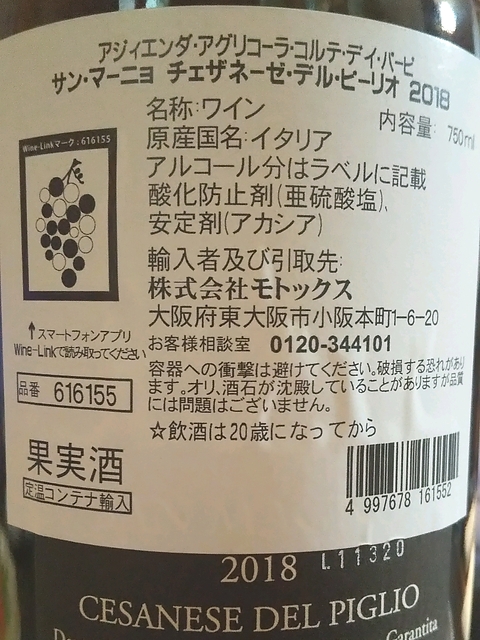 アジィエンダ・アグリコーラ・コルテ・デイ・パーピ
サン・マーニョ チェザネーゼ・デル・ピーリオ 2018
名称:ワイン
内容量: 750ml
原産国名:イタリア
アルコール分はラベルに記載
酸化防止剤(亜硫酸塩)、
安定剤(アカシア)
Wine-Linkマーク:616155
輸入者及び引取先:
株式会社モトックス
大阪府東大阪市小阪本町1-6-20
お客様相談室 0120-344101
↑スマートフォンアプリ
Wine-Linkで読み取ってください
容器への衝撃は避けてください。破損する恐れがあり
ます。オリ、酒石が沈殿していることがありますが品質
には問題はございません。
品番 616155
☆飲酒は20歳になってから
果実酒
定温コンテナ輸入
4 997678 161552
2018 L11320
CESANESE DEL PIGLIO
Garantita